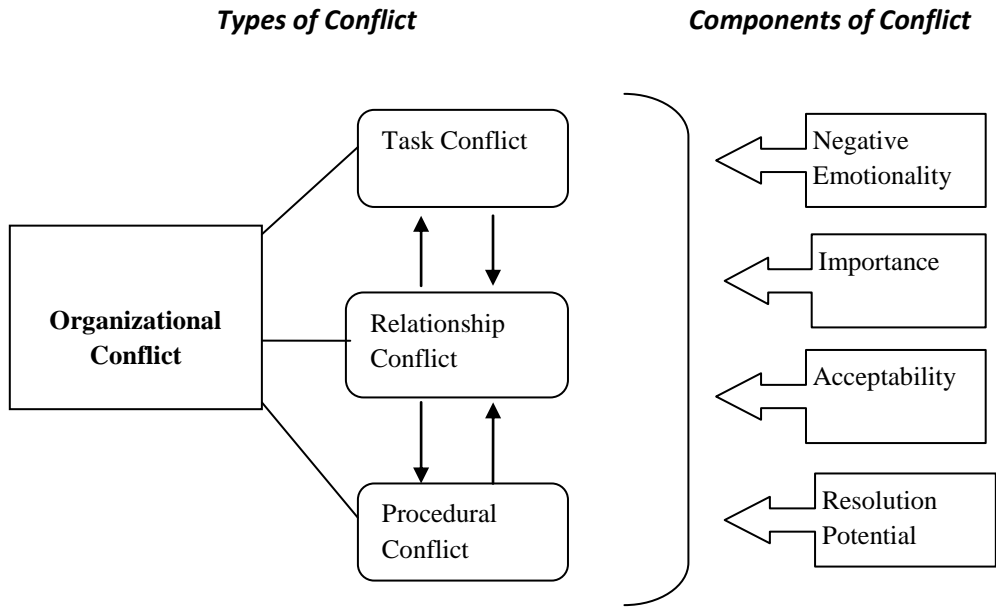 Types of Conflict
Components of Conflict
Task Conflict
Negative
Emotionality
Organizational
Conflict
Relationship
Conflict
Importance
Acceptability
Procedural
Conflict
Resolution
Potential